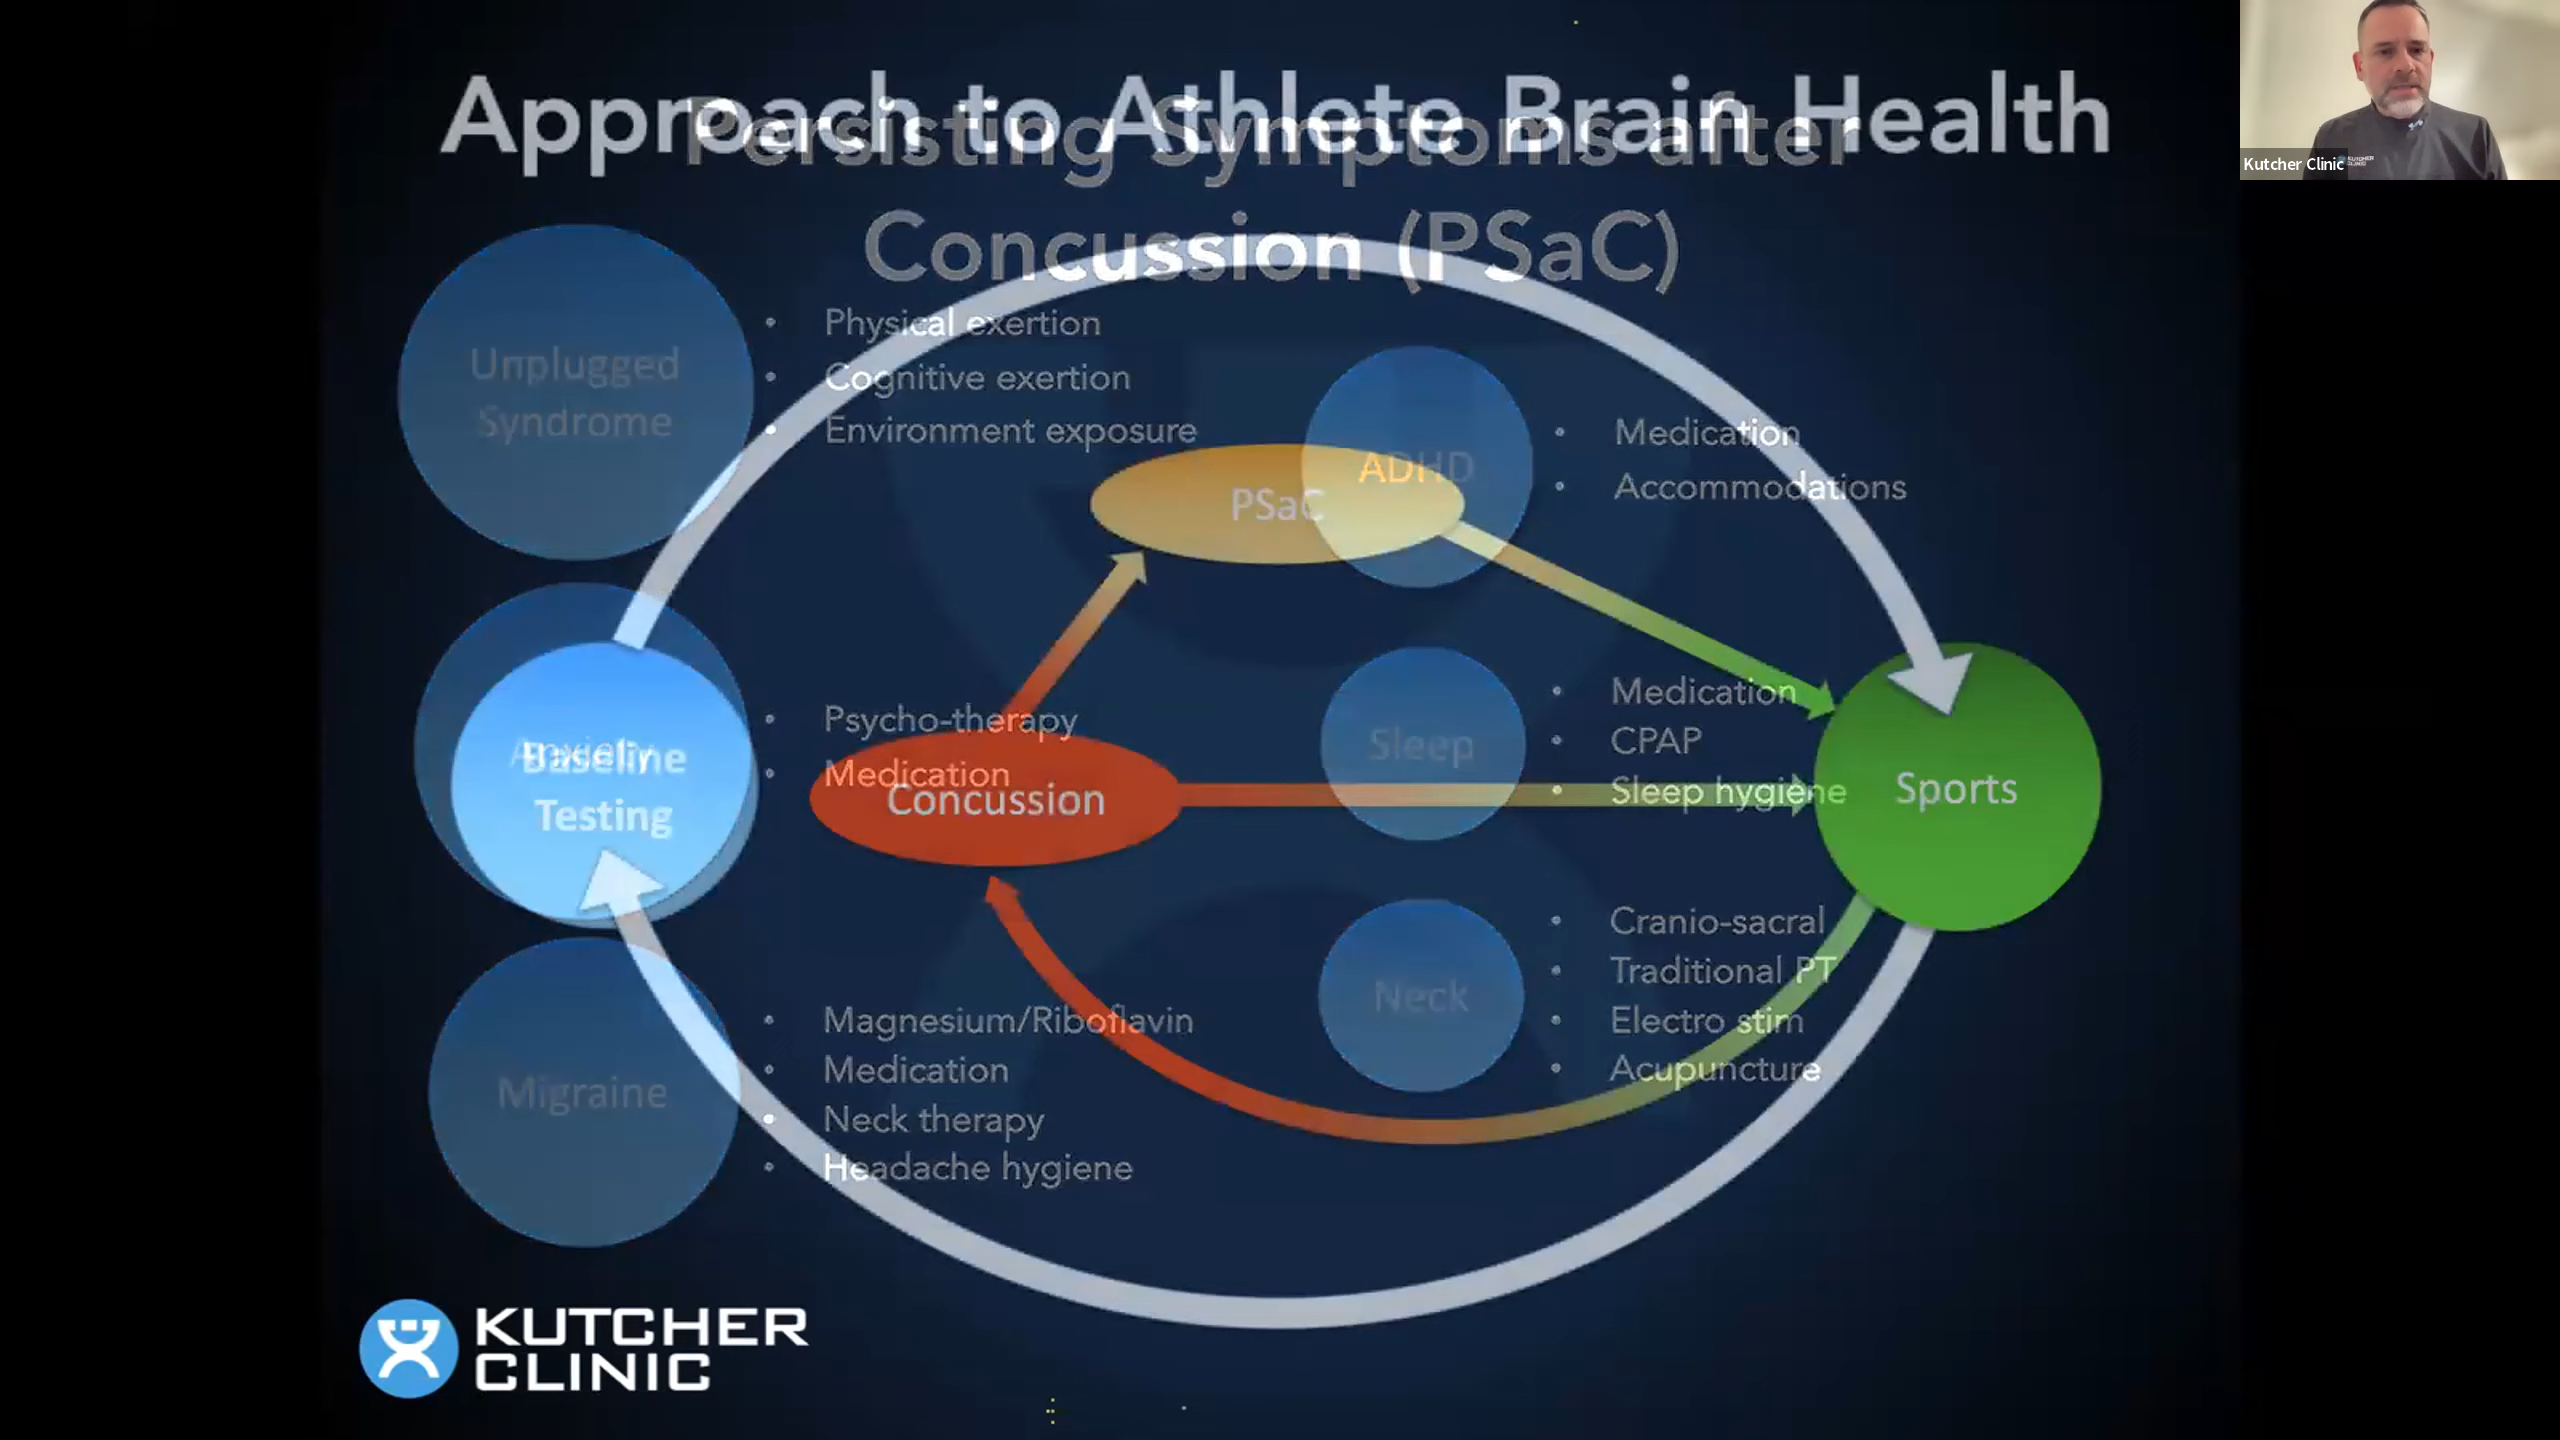 Approach to Athlete Brain Health
Persisting Symptoms after
Concussion (PSaC)
Unplugged
Syndrome
• Physical exertion
• Cognitive exertion
• Environment exposure
ADHD
• Medication
• Accommodations
PSaC
Anxiety
Baseline
Testing
• Psycho-therapy
• Medication
Concussion
Sleep
• Medication
• CPAP
• Sleep hygiene
Sports
Migraine
• Magnesium/Riboflavin
• Medication
• Neck therapy
• Headache hygiene
Neck
• Cranio-sacral
• Traditional PT
• Electro stim
• Acupuncture
KUTCHER
CLINIC
Kutcher Clinic